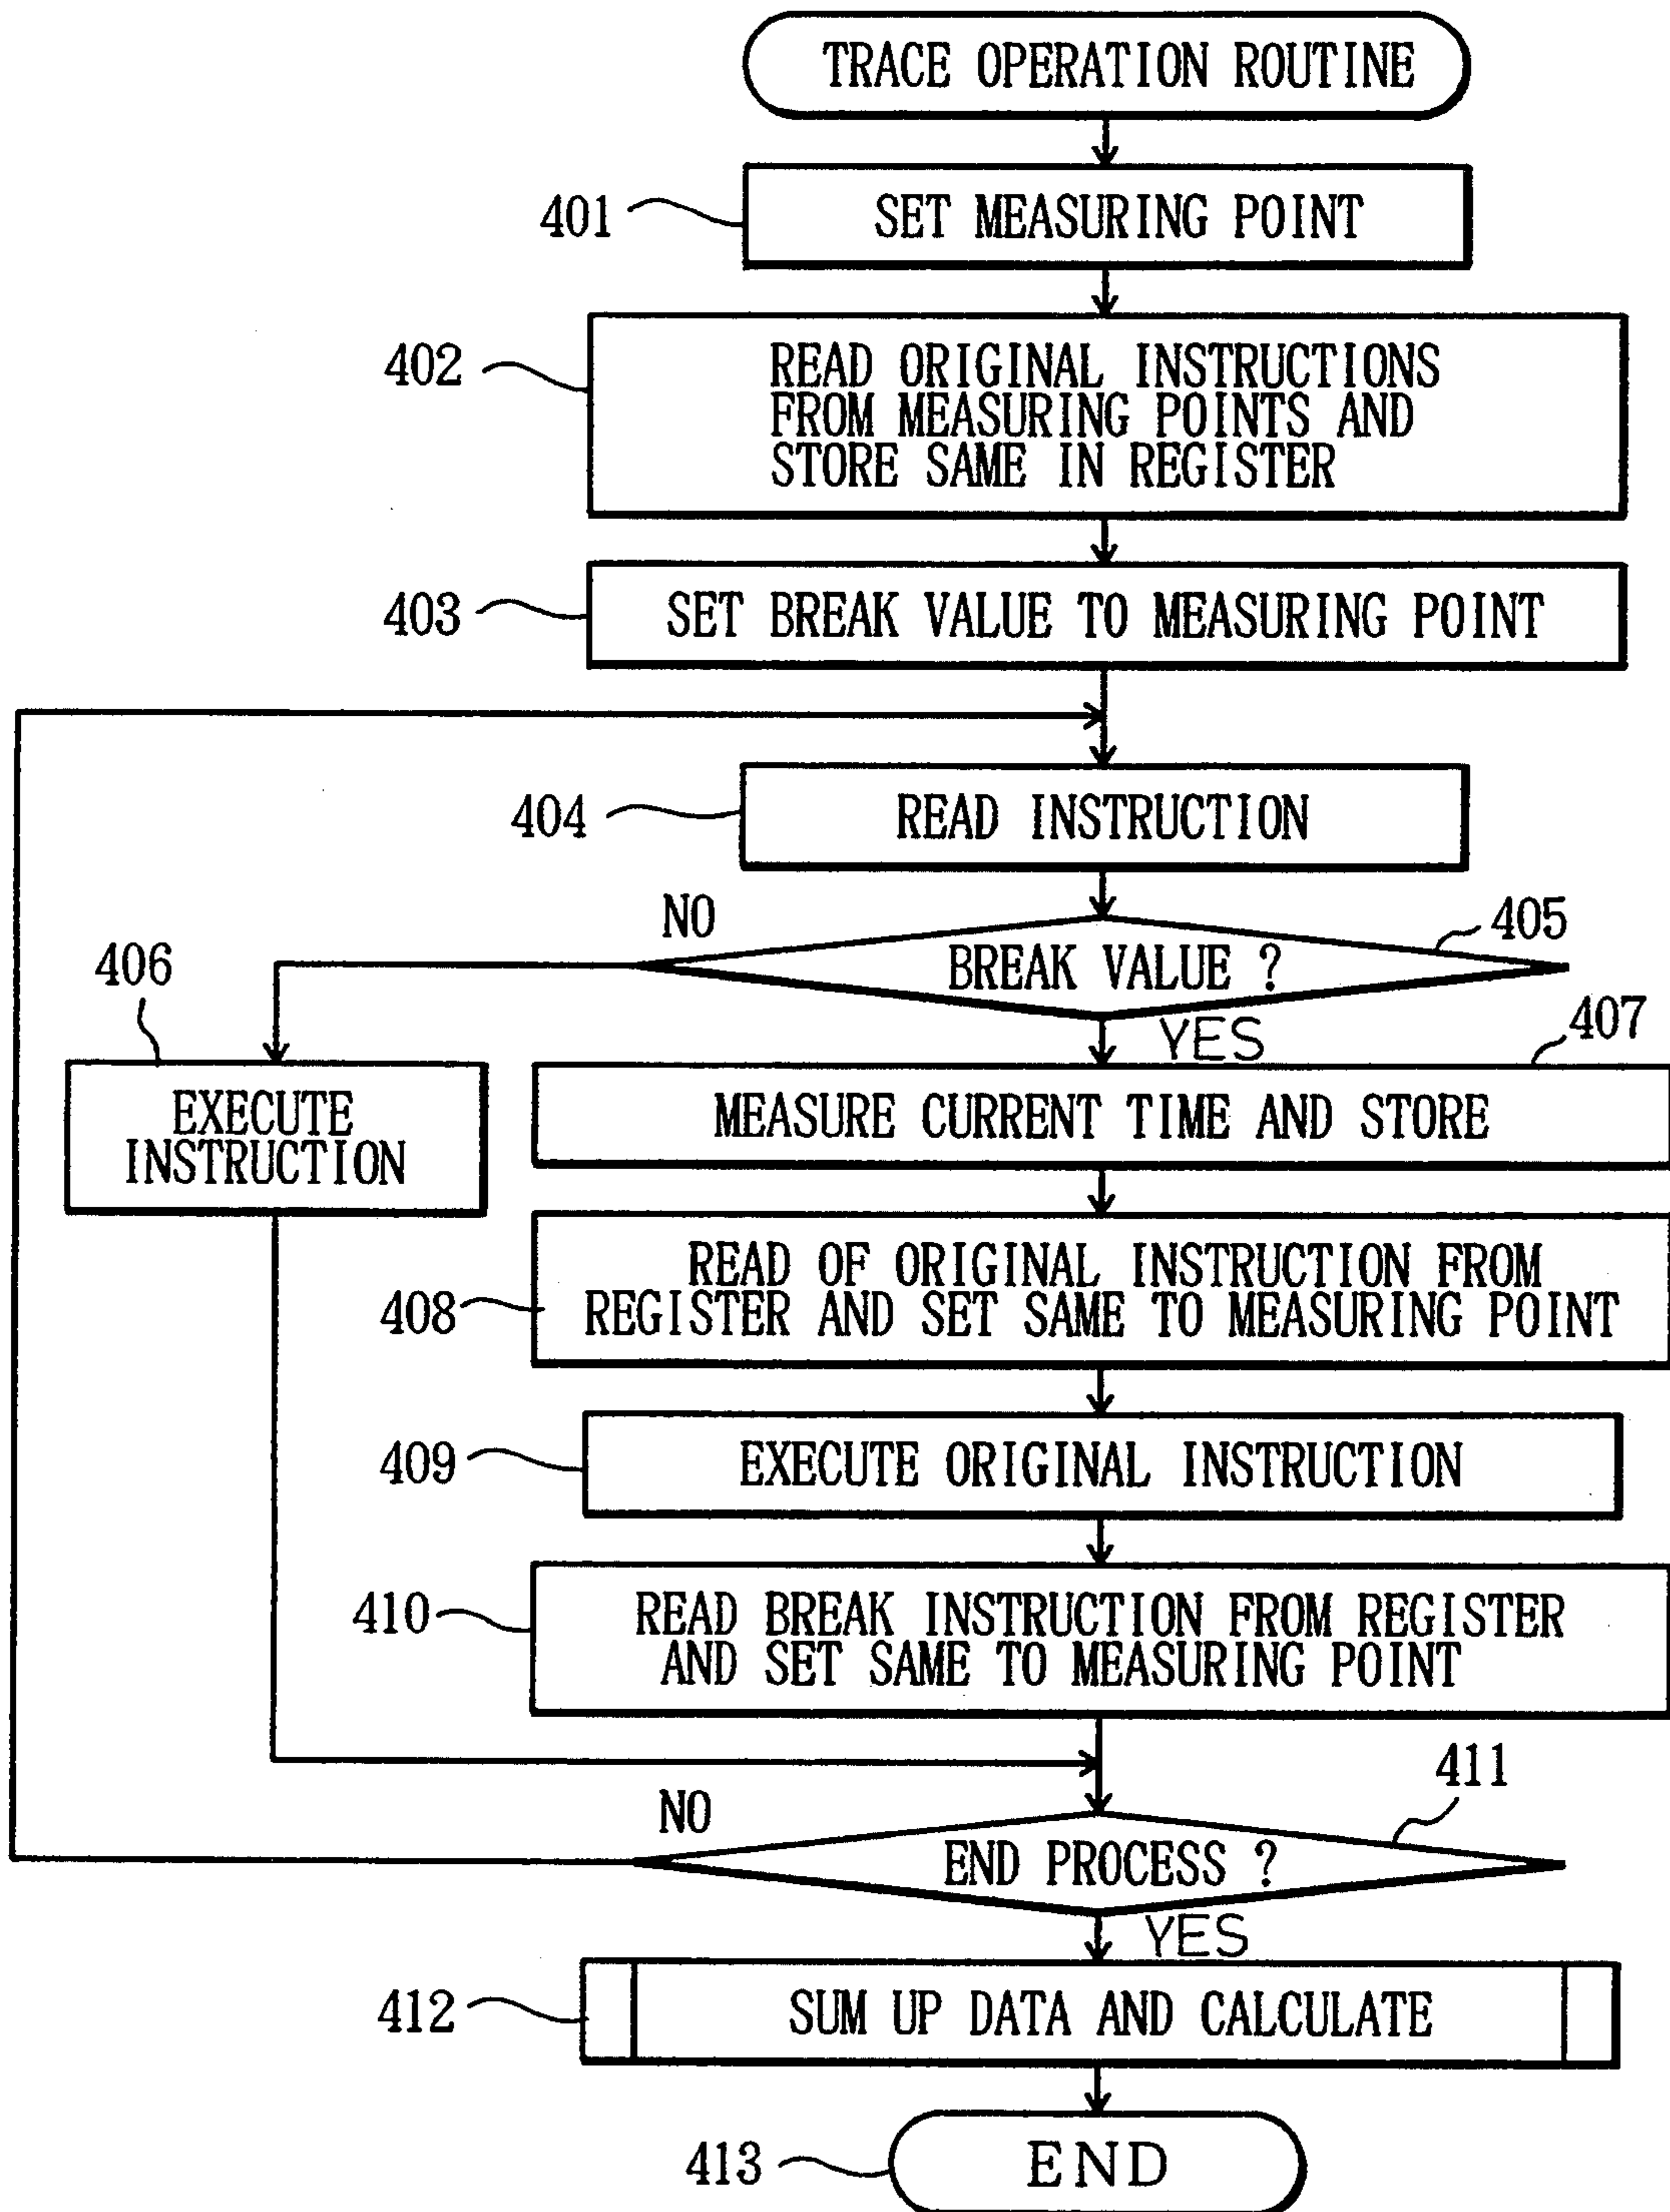 TRACE OPERATION ROUTINE
401
SET MEASURING POINT
402
READ ORIGINAL INSTRUCTIONS
FROM MEASURING POINTS AND
STORE SAME IN REGISTER
403
SET BREAK VALUE TO MEASURING POINT
404
READ INSTRUCTION
NO
405
BREAK VALUE ?
YES
406
EXECUTE
INSTRUCTION
407
MEASURE CURRENT TIME AND STORE
408
READ OF ORIGINAL INSTRUCTION FROM
REGISTER AND SET SAME TO MEASURING POINT
409
EXECUTE ORIGINAL INSTRUCTION
410
READ BREAK INSTRUCTION FROM REGISTER
AND SET SAME TO MEASURING POINT
NO
411
END PROCESS ?
YES
412
SUM UP DATA AND CALCULATE
413
END